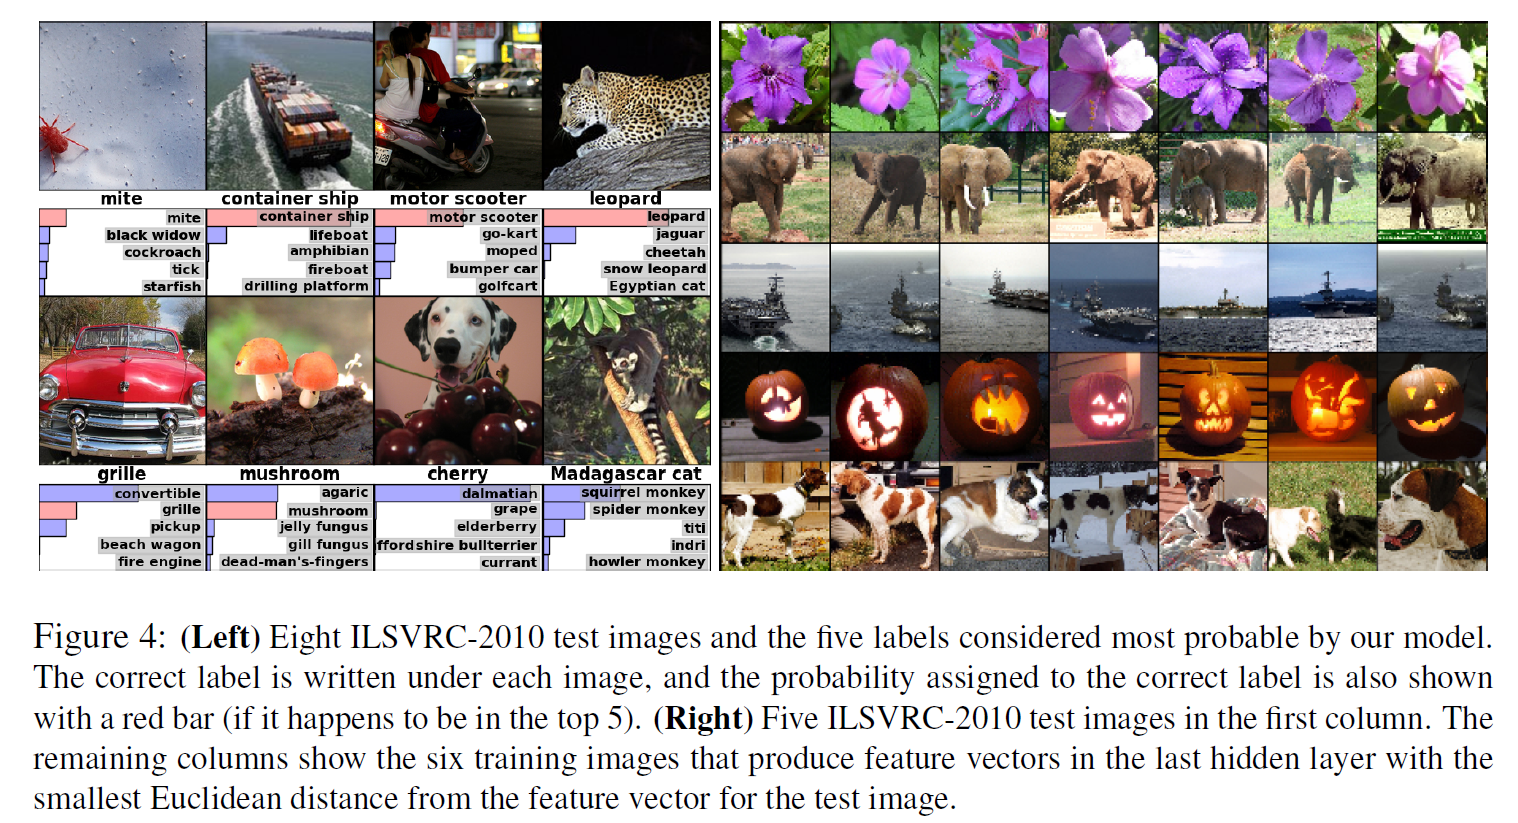 mite
container ship
motor scooter
leopard
mite
black widow
cockroach
tick
starfish
container ship
lifeboat
amphibian
fireboat
drilling platform
motor scooter
go-kart
moped
bumper car
golfcart
leopard
jaguar
cheetah
snow leopard
Egyptian cat
grille
mushroom
cherry
Madagascar cat
convertible
grille
pickup
beach wagon
fire engine
agaric
mushroom
jelly fungus
gill fungus
dead-man's-fingers
dalmatian
grape
elderberry
ffordshire bullterrier
currant
squirrel monkey
spider monkey
titi
indri
howler monkey
Figure 4: (Left) Eight ILSVRC-2010 test images and the five labels considered most probable by our model.
The correct label is written under each image, and the probability assigned to the correct label is also shown
with a red bar (if it happens to be in the top 5). (Right) Five ILSVRC-2010 test images in the first column. The
remaining columns show the six training images that produce feature vectors in the last hidden layer with the
smallest Euclidean distance from the feature vector for the test image.